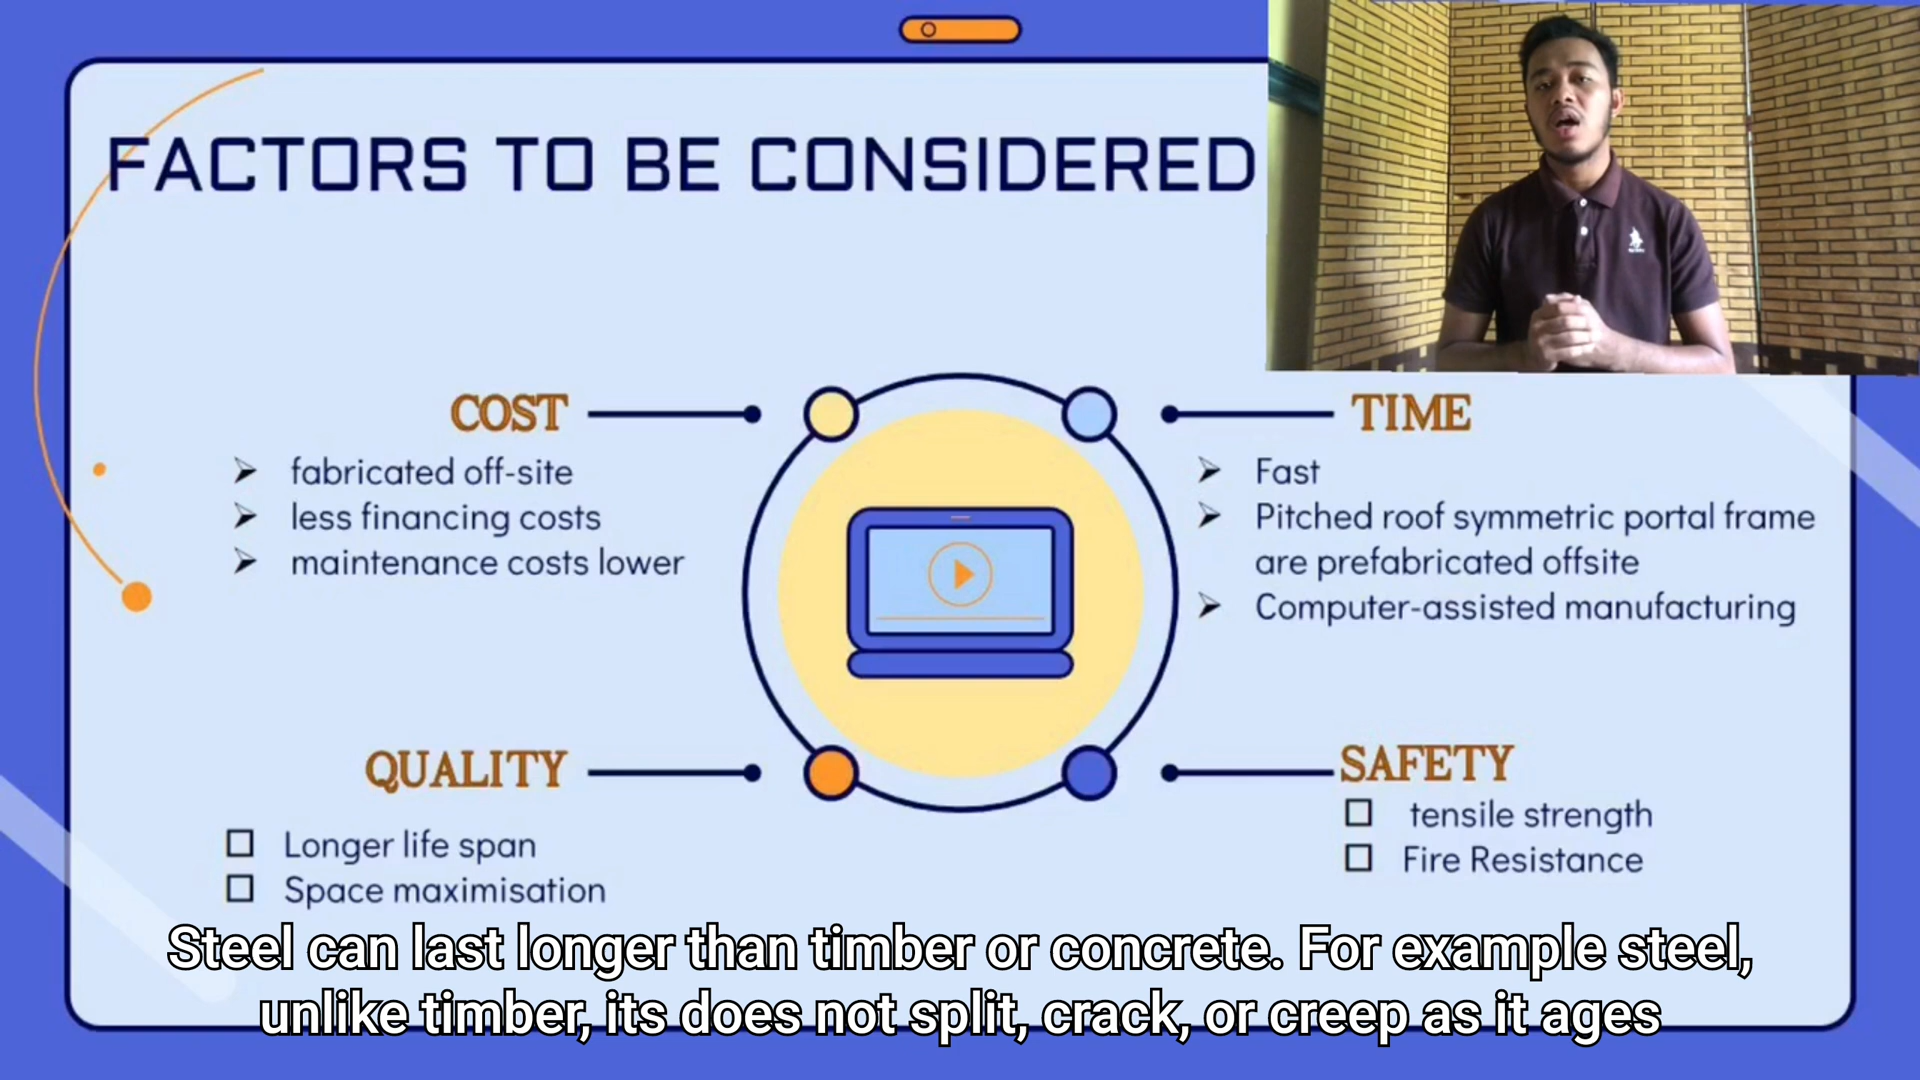 FACTORS TO BE CONSIDERED
COST
fabricated off-site
less financing costs
maintenance costs lower
TIME
Fast
Pitched roof symmetric portal frame
are prefabricated offsite
Computer-assisted manufacturing
QUALITY
Longer life span
Space maximisation
SAFETY
tensile strength
Fire Resistance
Steel can last longer than timber or concrete. For example steel,
unlike timber, its does not split, crack, or creep as it ages